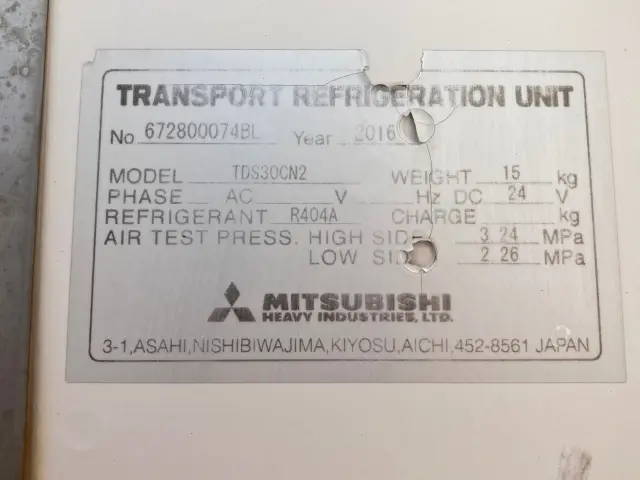 TRANSPORT REFRIGERATION UNIT
No 672800074BL Year 2016
MODEL TDS30CN2 WEIGHT 15 kg
PHASE AC V Hz DC 24 V
REFRIGERANT R404A CHARGE kg
AIR TEST PRESS. HIGH SIDE 3.24 MPa
LOW SIDE 2.26 MPa
MITSUBISHI
HEAVY INDUSTRIES, LTD.
3-1,ASAHI,NISHIBIWAJIMA,KIYOSU,AICHI,452-8561 JAPAN